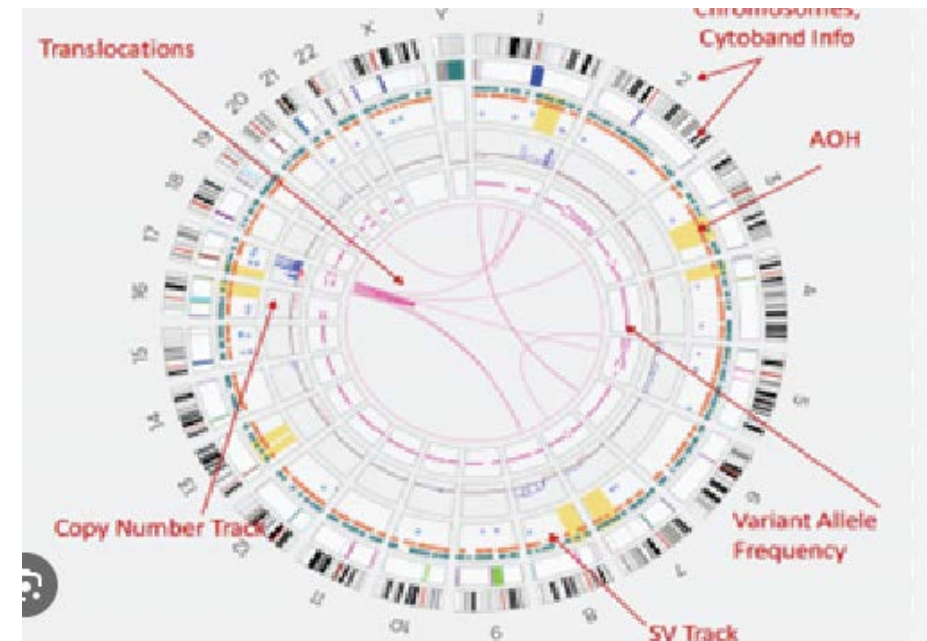 Translocations
Chromosomes,
Cytoband Info
AOH
Copy Number Track
Variant Allele
Frequency
SV Track
Y
1
2
3
4
5
6
7
8
9
10
11
12
13
14
15
16
17
18
19
20
21
22
X